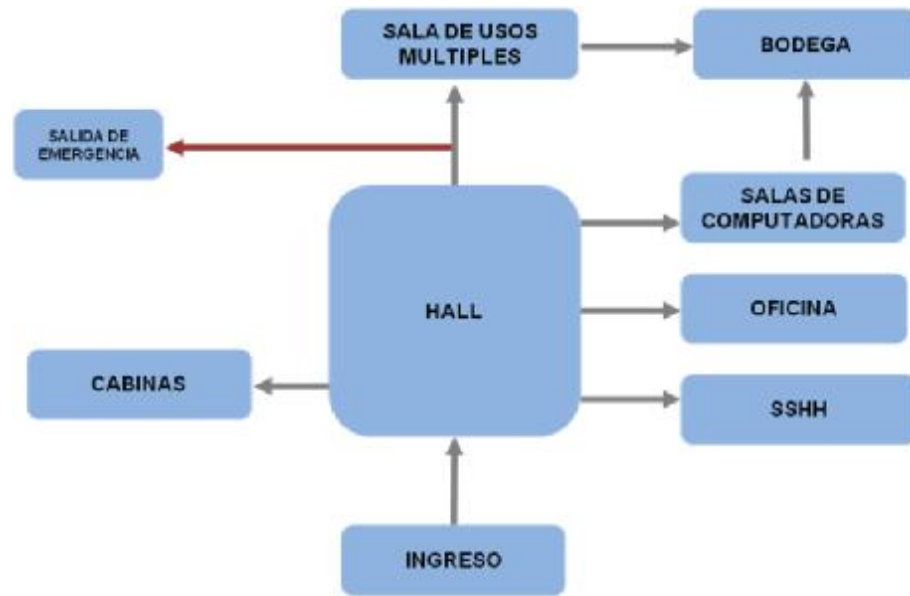 SALA DE USOS
MULTIPLES
BODEGA
SALIDA DE
EMERGENCIA
SALAS DE
COMPUTADORAS
HALL
OFICINA
CABINAS
SSHH
INGRESO